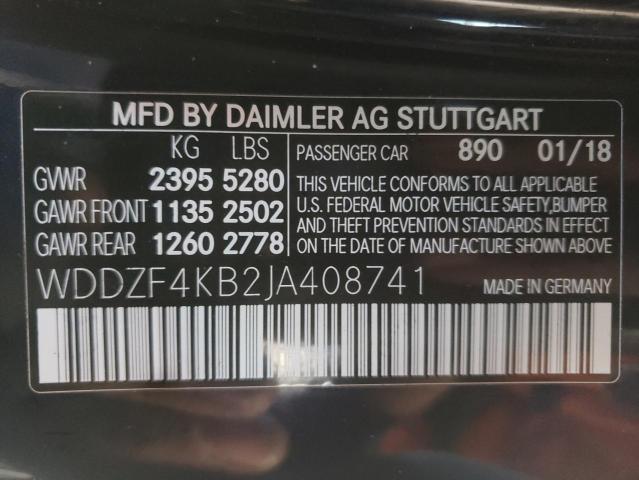 MFD BY DAIMLER AG STUTTGART
KG LBS
GVWR 2395 5280
GAWR FRONT 1135 2502
GAWR REAR 1260 2778
PASSENGER CAR 890 01/18
THIS VEHICLE CONFORMS TO ALL APPLICABLE
U.S. FEDERAL MOTOR VEHICLE SAFETY,BUMPER
AND THEFT PREVENTION STANDARDS IN EFFECT
ON THE DATE OF MANUFACTURE SHOWN ABOVE
WDDZF4KB2JA408741
MADE IN GERMANY